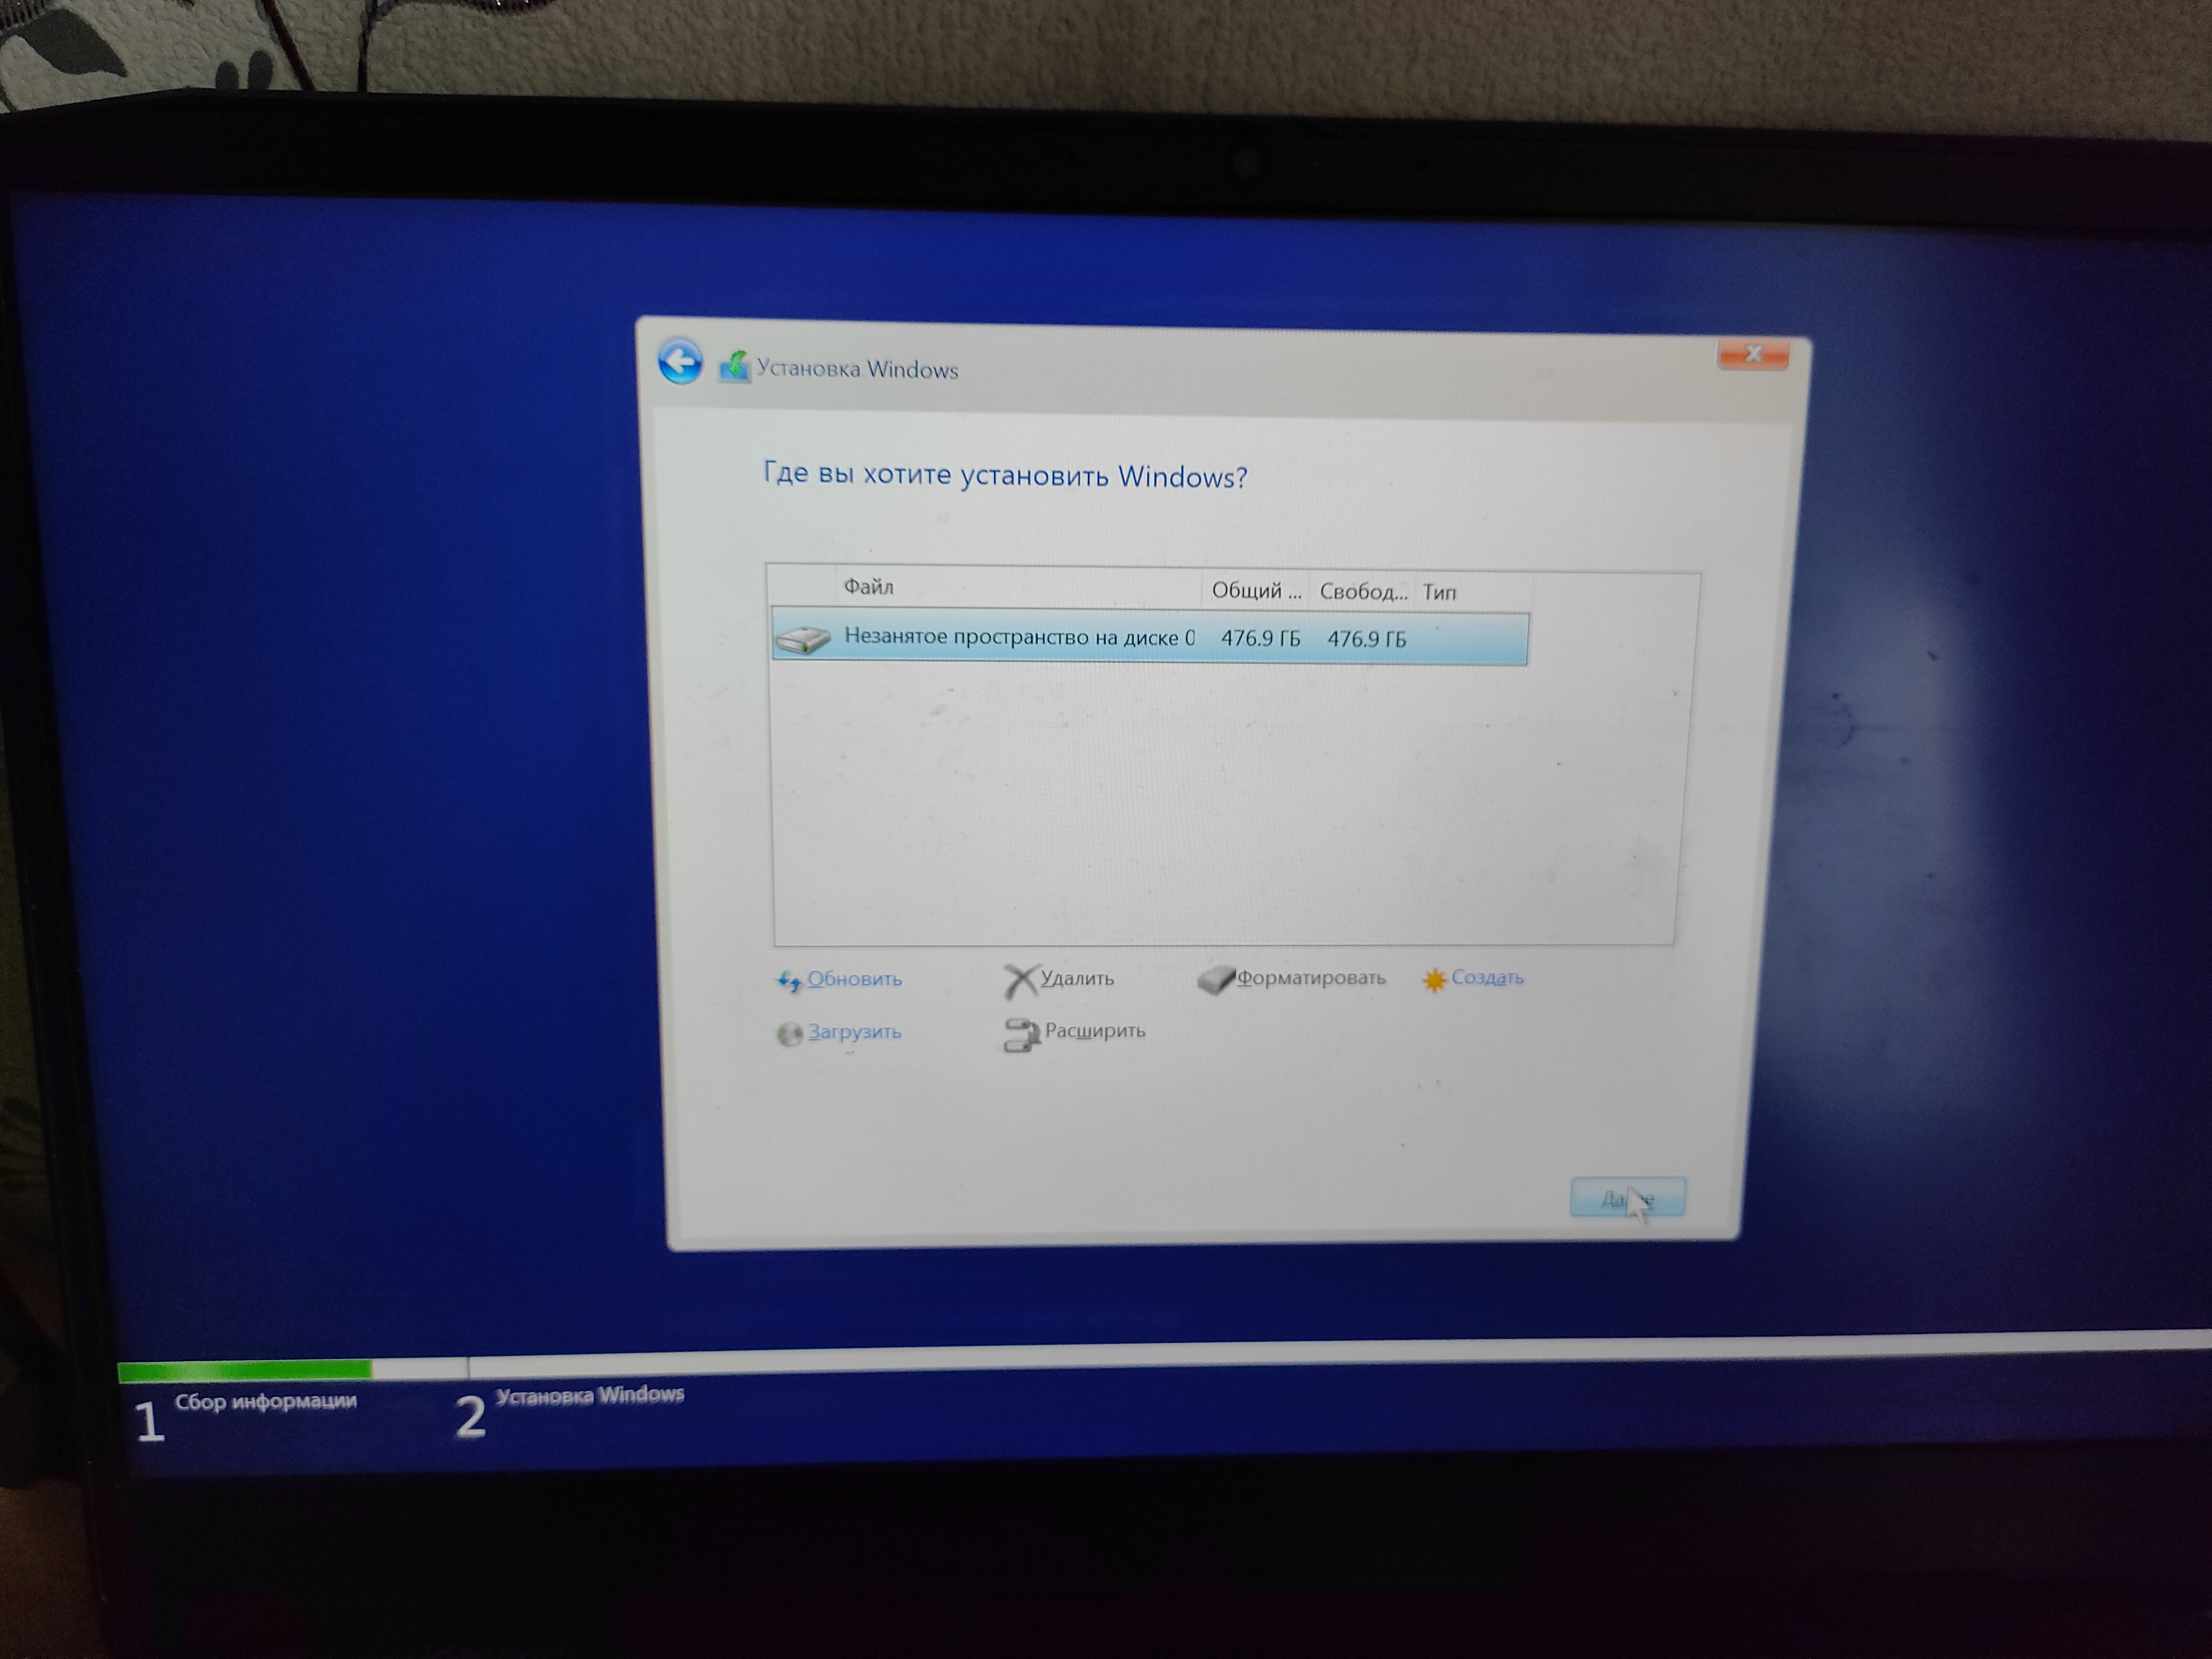 Установка Windows
Где вы хотите установить Windows?
Файл Общий ... Свобод... Тип
Незанятое пространство на диске 0 476.9 ГБ 476.9 ГБ
Обновить Удалить Форматировать Создать
Загрузить Расширить
1 Сбор информации 2 Установка Windows